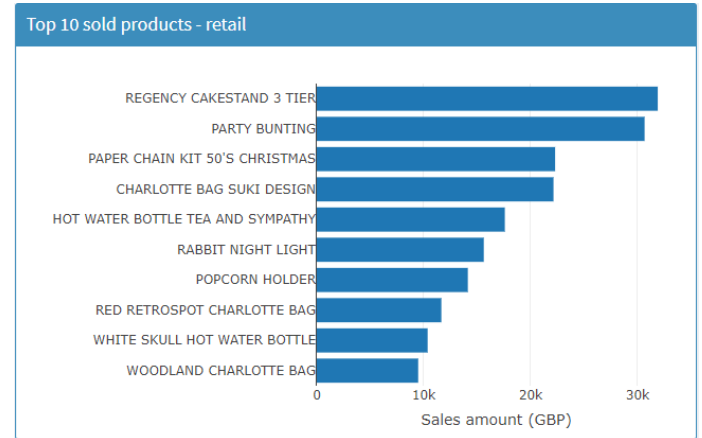 Top 10 sold products - retail
REGENCY CAKESTAND 3 TIER
PARTY BUNTING
PAPER CHAIN KIT 50'S CHRISTMAS
CHARLOTTE BAG SUKI DESIGN
HOT WATER BOTTLE TEA AND SYMPATHY
RABBIT NIGHT LIGHT
POPCORN HOLDER
RED RETROSPOT CHARLOTTE BAG
WHITE SKULL HOT WATER BOTTLE
WOODLAND CHARLOTTE BAG
0 10k 20k 30k
Sales amount (GBP)